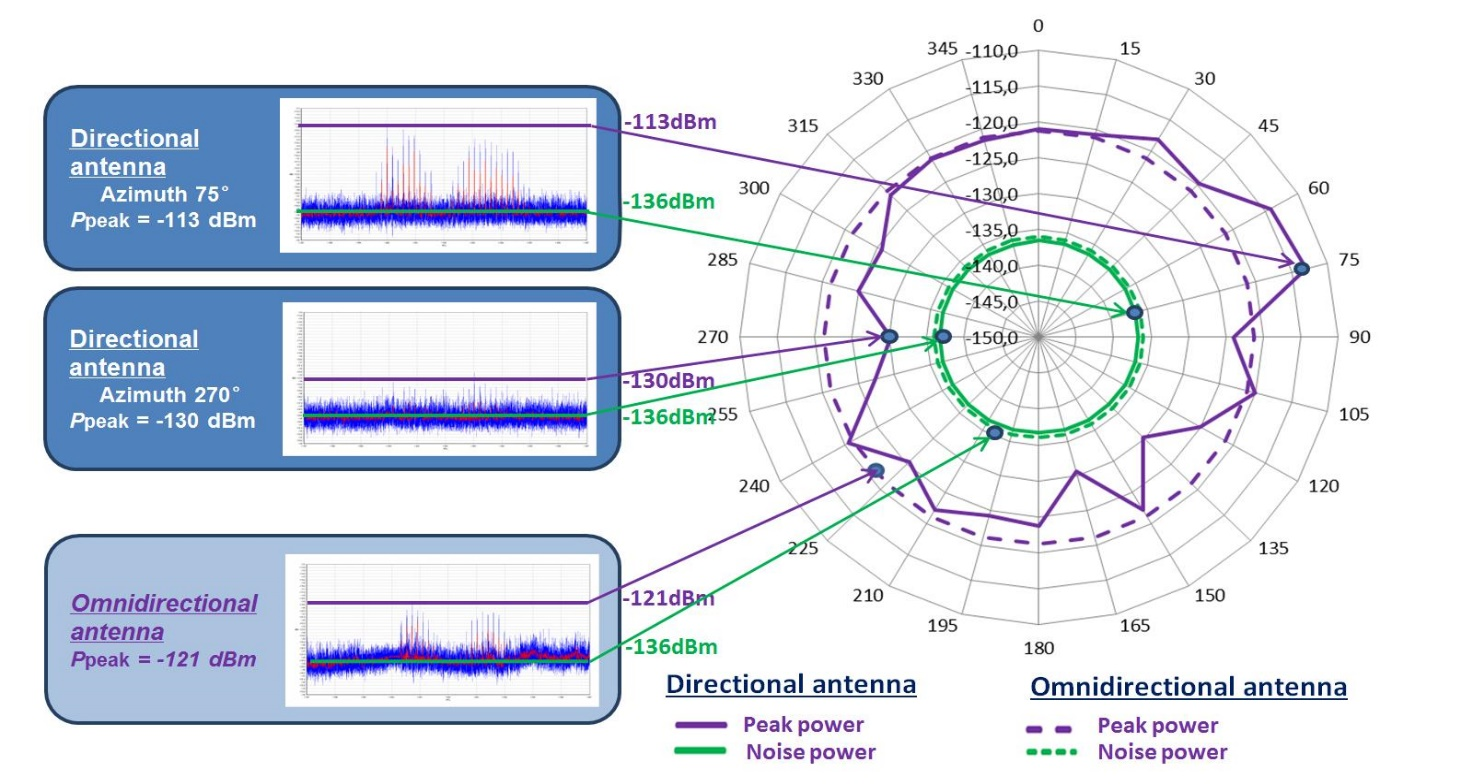 Directional
antenna
Azimuth 75°
Ppeak = -113 dBm
-113dBm
-136dBm
Directional
antenna
Azimuth 270°
Ppeak = -130 dBm
-130dBm
-136dBm
Omnidirectional
antenna
Ppeak = -121 dBm
-121dBm
-136dBm
0
15
30
45
60
75
90
105
120
135
150
165
180
195
210
225
240
255
270
285
300
315
330
345
-110,0
-115,0
-120,0
-125,0
-130,0
-135,0
-140,0
-145,0
-150,0
Directional antenna
Peak power
Noise power
Omnidirectional antenna
Peak power
Noise power